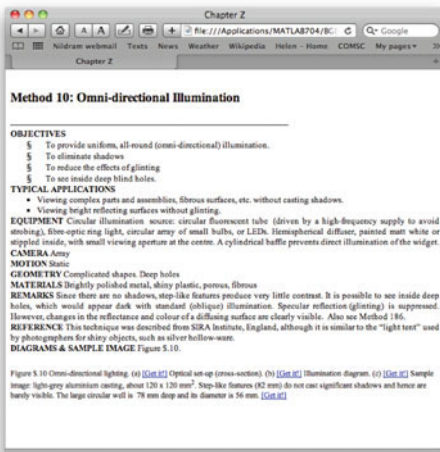 Chapter Z
A A
file:///Applications/MATLAB704/BG
Google
Nildram webmail Texts News Weather Wikipedia Helen - Home COMSC My pages
Chapter Z
Method 10: Omni-directional Illumination
OBJECTIVES
§ To provide uniform, all-round (omni-directional) illumination.
§ To eliminate shadows
§ To reduce the effects of glinting
§ To see inside deep blind holes.
TYPICAL APPLICATIONS
• Viewing complex parts and assemblies, fibrous surfaces, etc. without casting shadows.
• Viewing bright reflecting surfaces without glinting.
EQUIPMENT Circular illumination source: circular fluorescent tube (driven by a high-frequency supply to avoid
strobing), fibre-optic ring light, circular array of small bulbs, or LEDs. Hemispherical diffuser, painted matt white or
stippled inside, with small viewing aperture at the centre. A cylindrical baffle prevents direct illumination of the widget.
CAMERA Array
MOTION Static
GEOMETRY Complicated shapes. Deep holes
MATERIALS Brightly polished metal, shiny plastic, porous, fibrous
REMARKS Since there are no shadows, step-like features produce very little contrast. It is possible to see inside deep
holes, which would appear dark with standard (oblique) illumination. Specular reflection (glinting) is suppressed.
However, changes in the reflectance and colour of a diffusing surface are clearly visible. Also see Method 186.
REFERENCE This technique was described from SIRA Institute, England, although it is similar to the "light tent" used
by photographers for shiny objects, such as silver hollow-ware.
DIAGRAMS & SAMPLE IMAGE Figure S.10.
Figure S.10 Omni-directional lighting. (a) [Get it!] Optical set-up (cross-section). (b) [Get it!] Illumination diagram. (c) [Get it!] Sample
image: light-grey aluminium casting, about 120 x 120 mm². Step-like features (82 mm) do not cast significant shadows and hence are
barely visible. The large circular well is 78 mm deep and its diameter is 56 mm. [Get it!]